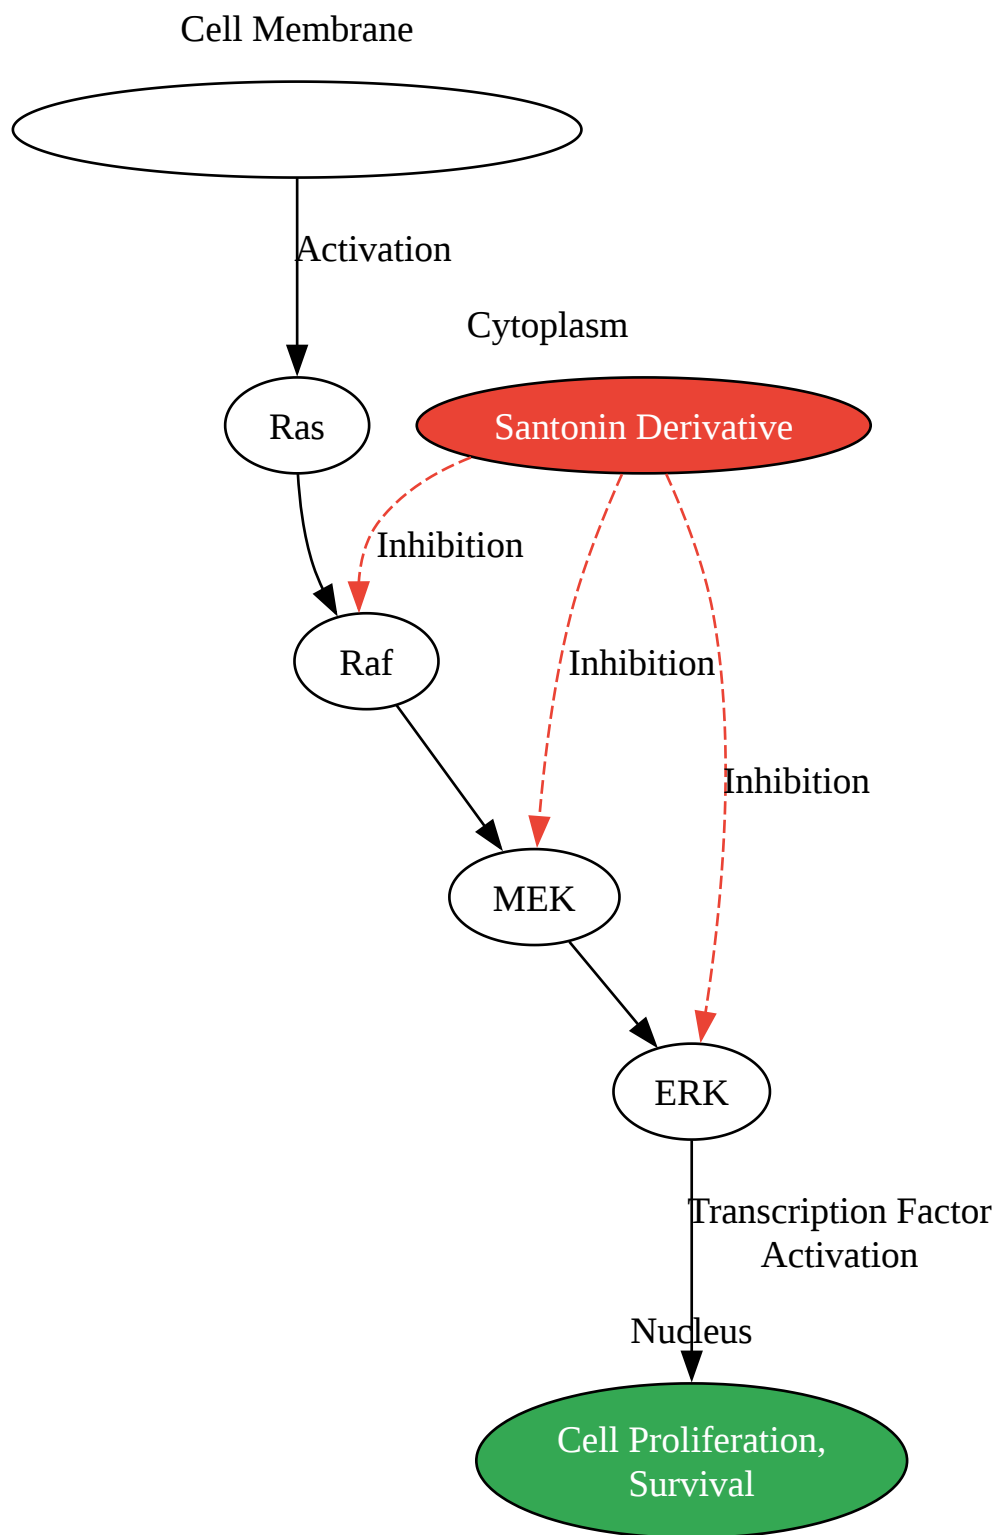 Cell Membrane
Activation
Cytoplasm
Ras
Santonin Derivative
Inhibition
Raf
Inhibition
Inhibition
MEK
ERK
Transcription Factor
Activation
Nucleus
Cell Proliferation,
Survival